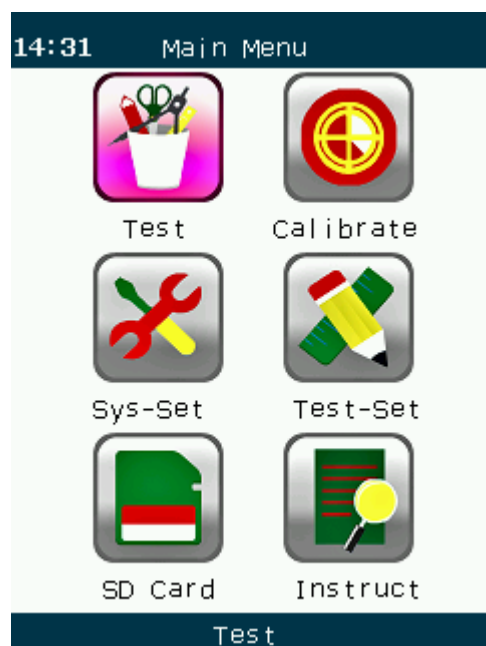 14:31 Main Menu
Test Calibrate
Sys-Set Test-Set
SD Card Instruct
Test